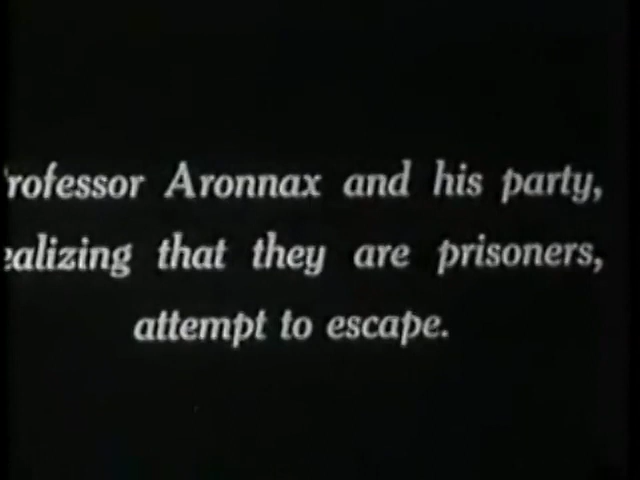 rofessor Aronnax and his party,
ealizing that they are prisoners,
attempt to escape.